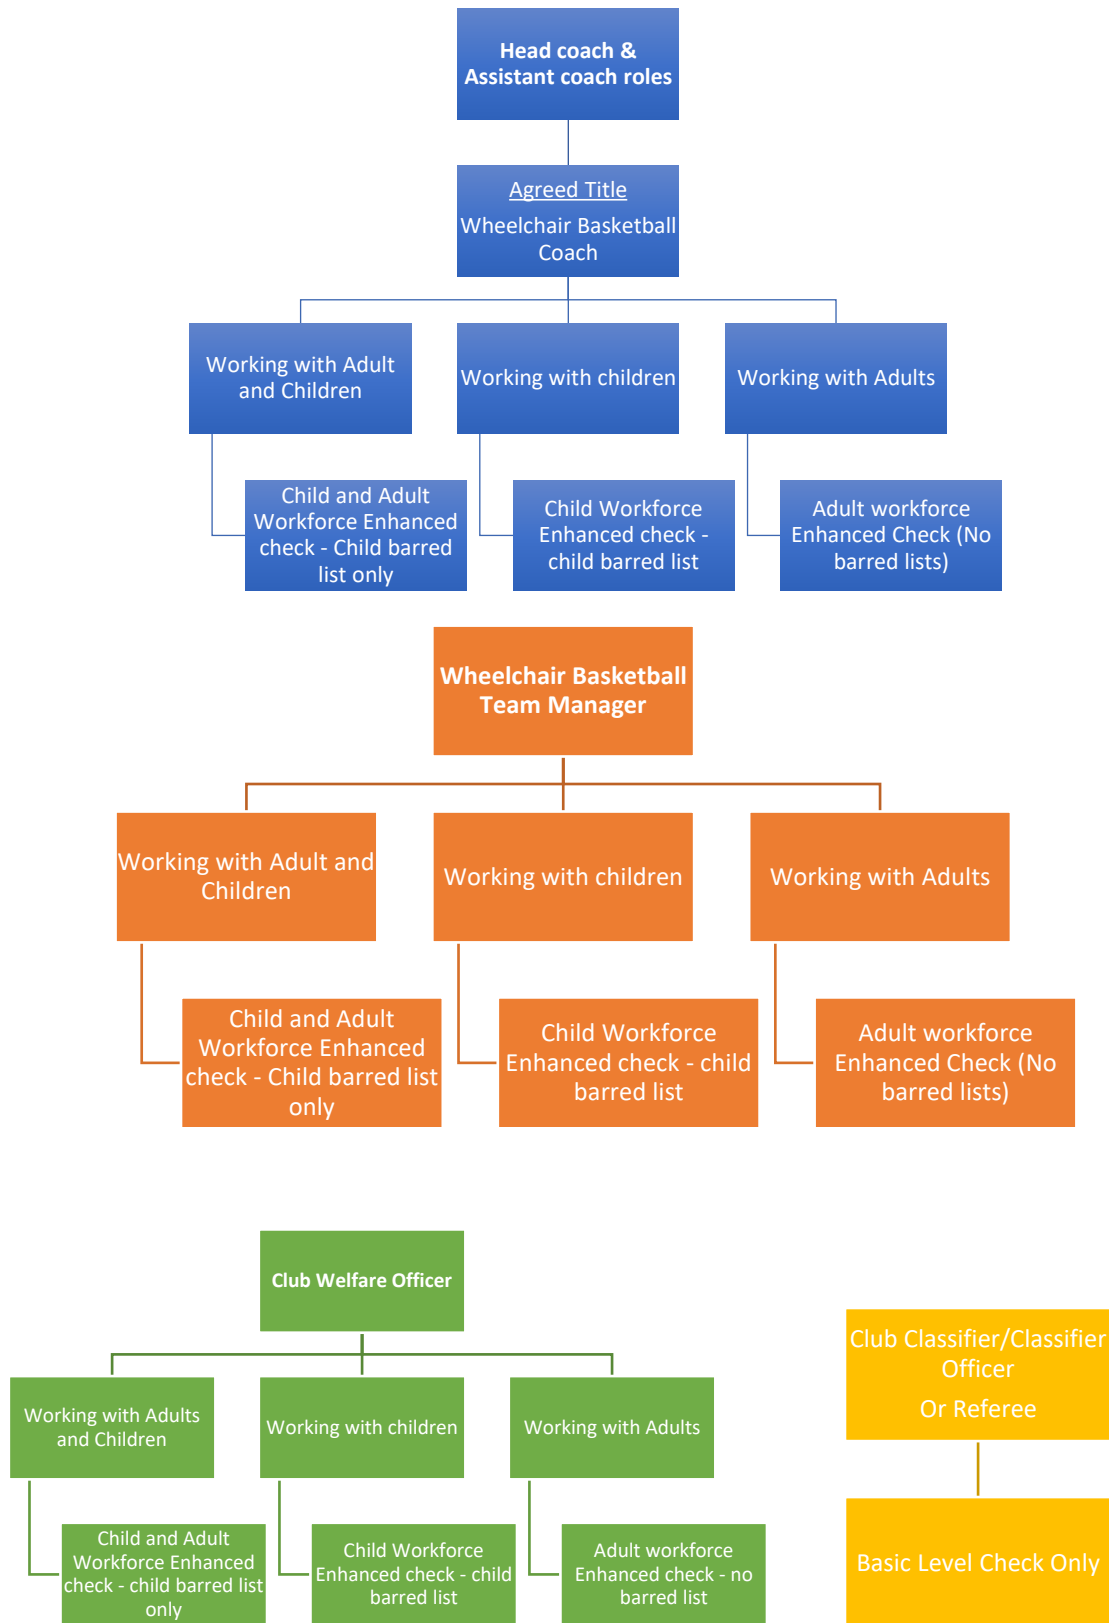 Head coach &
Assistant coach roles
Agreed Title
Wheelchair Basketball
Coach
Working with Adult
and Children
Working with children
Working with Adults
Child and Adult
Workforce Enhanced
check - Child barred
list only
Child Workforce
Enhanced check -
child barred list
Adult workforce
Enhanced Check (No
barred lists)
Wheelchair Basketball
Team Manager
Working with Adult and
Children
Working with children
Working with Adults
Child and Adult
Workforce Enhanced
check - Child barred list
only
Child Workforce
Enhanced check - child
barred list
Adult workforce
Enhanced Check (No
barred lists)
Club Welfare Officer
Working with Adults
and Children
Working with children
Working with Adults
Child and Adult
Workforce Enhanced
check - child barred list
only
Child Workforce
Enhanced check - child
barred list
Adult workforce
Enhanced check - no
barred list
Club Classifier/Classifier
Officer
Or Referee
Basic Level Check Only